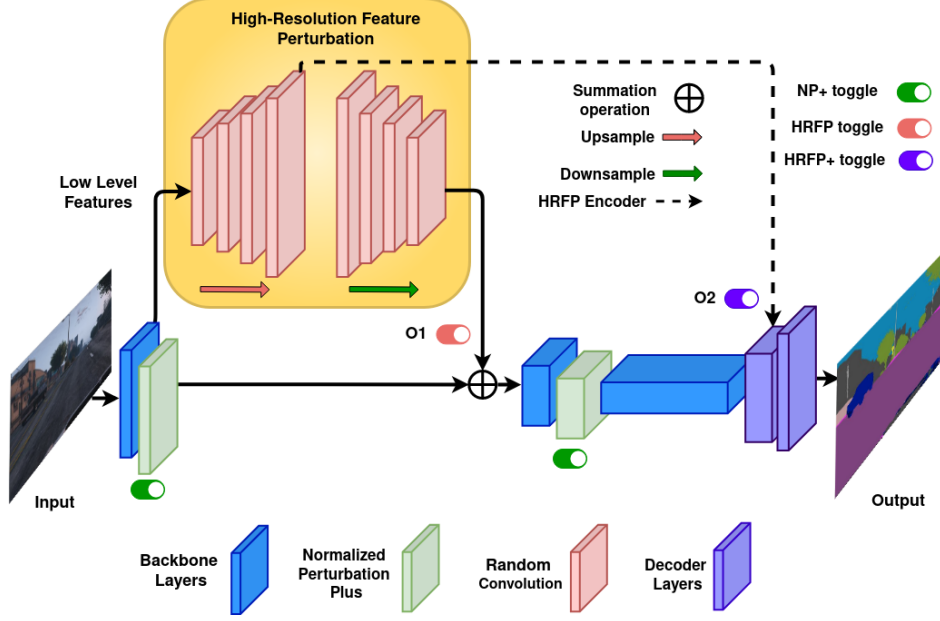 High-Resolution Feature
Perturbation
Summation
operation
Upsample
Downsample
HRFP Encoder
NP+ toggle
HRFP toggle
HRFP+ toggle
Low Level
Features
O1
O2
Input
Output
Backbone
Layers
Normalized
Perturbation
Plus
Random
Convolution
Decoder
Layers